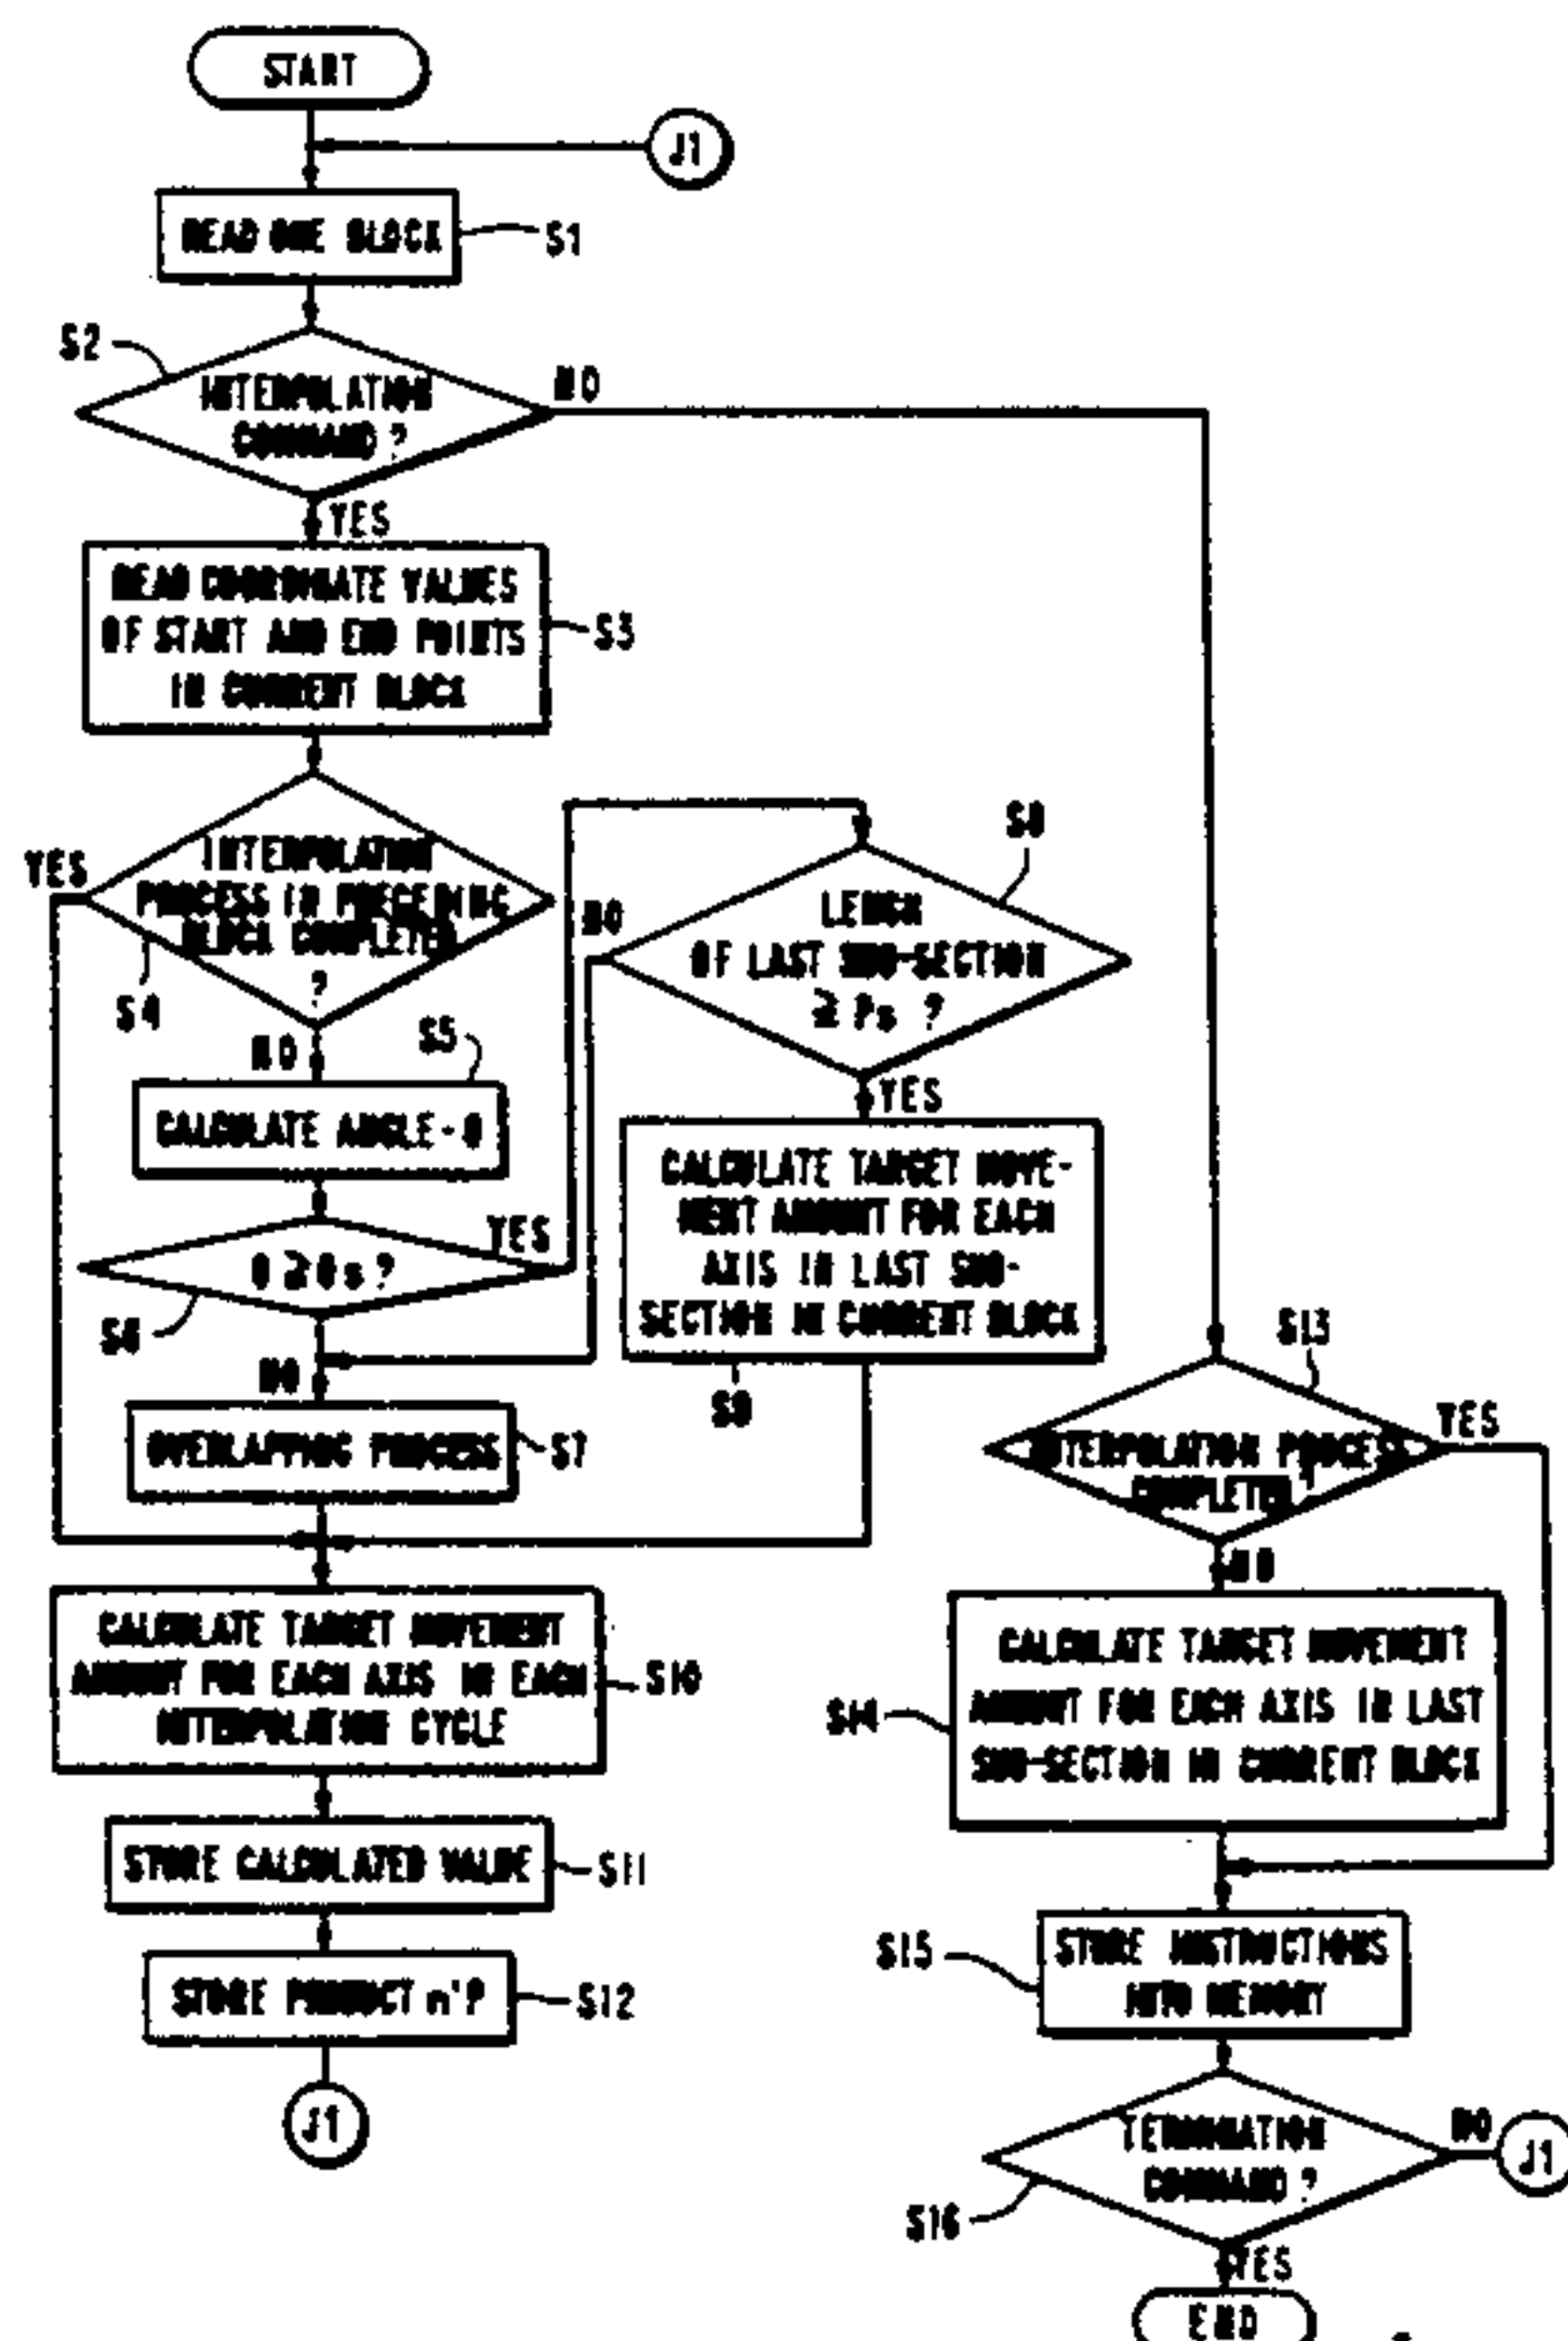 START
J1
READ ONE BLOCK
S1
S2
INTERPOLATION
COMMAND ?
NO
YES
READ COORDINATE VALUES
OF START AND END POINTS
IN CURRENT BLOCK
S3
YES
INTERPOLATION
PROCESS IN PRECEDING
BLOCK COMPLETED
?
S4
NO
S5
CALCULATE ANGLE-θ
θ ≧ θs ?
YES
S6
NO
OVERLAPPING PROCESS
S7
S8
NO
LENGH
OF LAST SUB-SECTION
≧ Ps ?
YES
CALCULATE TARGET MOVE-
MENT AMOUNT FOR EACH
AXIS IN LAST SUB-
SECTION IN CURRENT BLOCK
S9
CALCULATE TARGET MOVEMENT
AMOUNT FOR EACH AXIS IN EACH
INTERPOLATION CYCLE
S10
STORE CALCULATED VALUE
S11
STORE PRODUCT n'P
S12
J1
S13
INTERPOLATION PROCESS
COMPLETED ?
YES
NO
CALCULATE TARGET MOVEMENT
AMOUNT FOR EACH AXIS IN LAST
SUB-SECTION IN CURRENT BLOCK
S14
S15
STORE INSTRUCTIONS
INTO MEMORY
TERMINATION
COMMAND ?
NO
J1
S16
YES
END